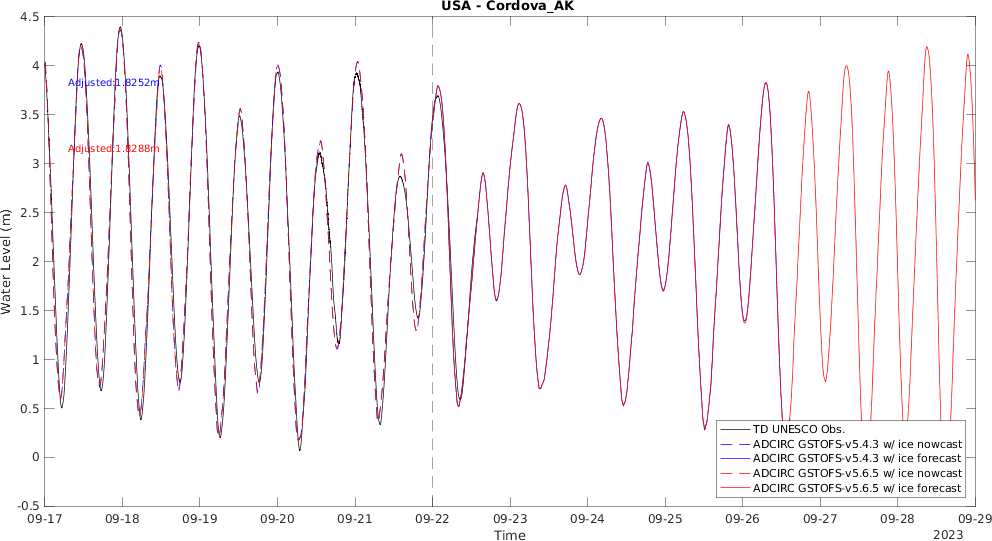 USA - Cordova_AK
4.5
4
3.5
3
2.5
2
1.5
1
0.5
0
-0.5
Water Level (m)
Adjusted:1.8252m
Adjusted:1.8288m
TD UNESCO Obs.
ADCIRC GSTOFS-v5.4.3 w/ ice nowcast
ADCIRC GSTOFS-v5.4.3 w/ ice forecast
ADCIRC GSTOFS-v5.6.5 w/ ice nowcast
ADCIRC GSTOFS-v5.6.5 w/ ice forecast
09-17 09-18 09-19 09-20 09-21 09-22 09-23 09-24 09-25 09-26 09-27 09-28 09-29
Time
2023